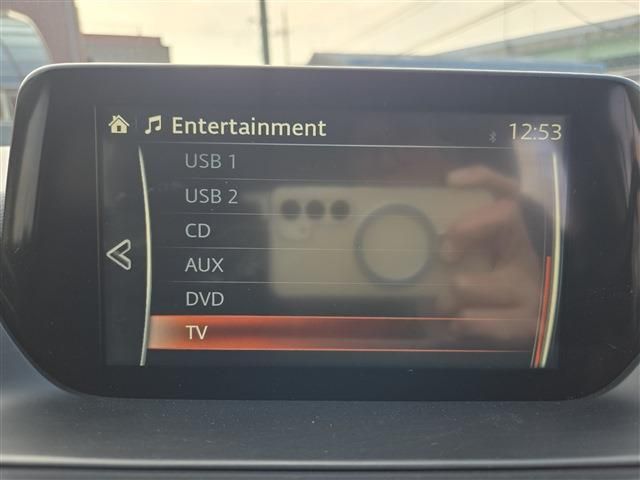 Entertainment 12:53
USB 1
USB 2
CD
AUX
DVD
TV